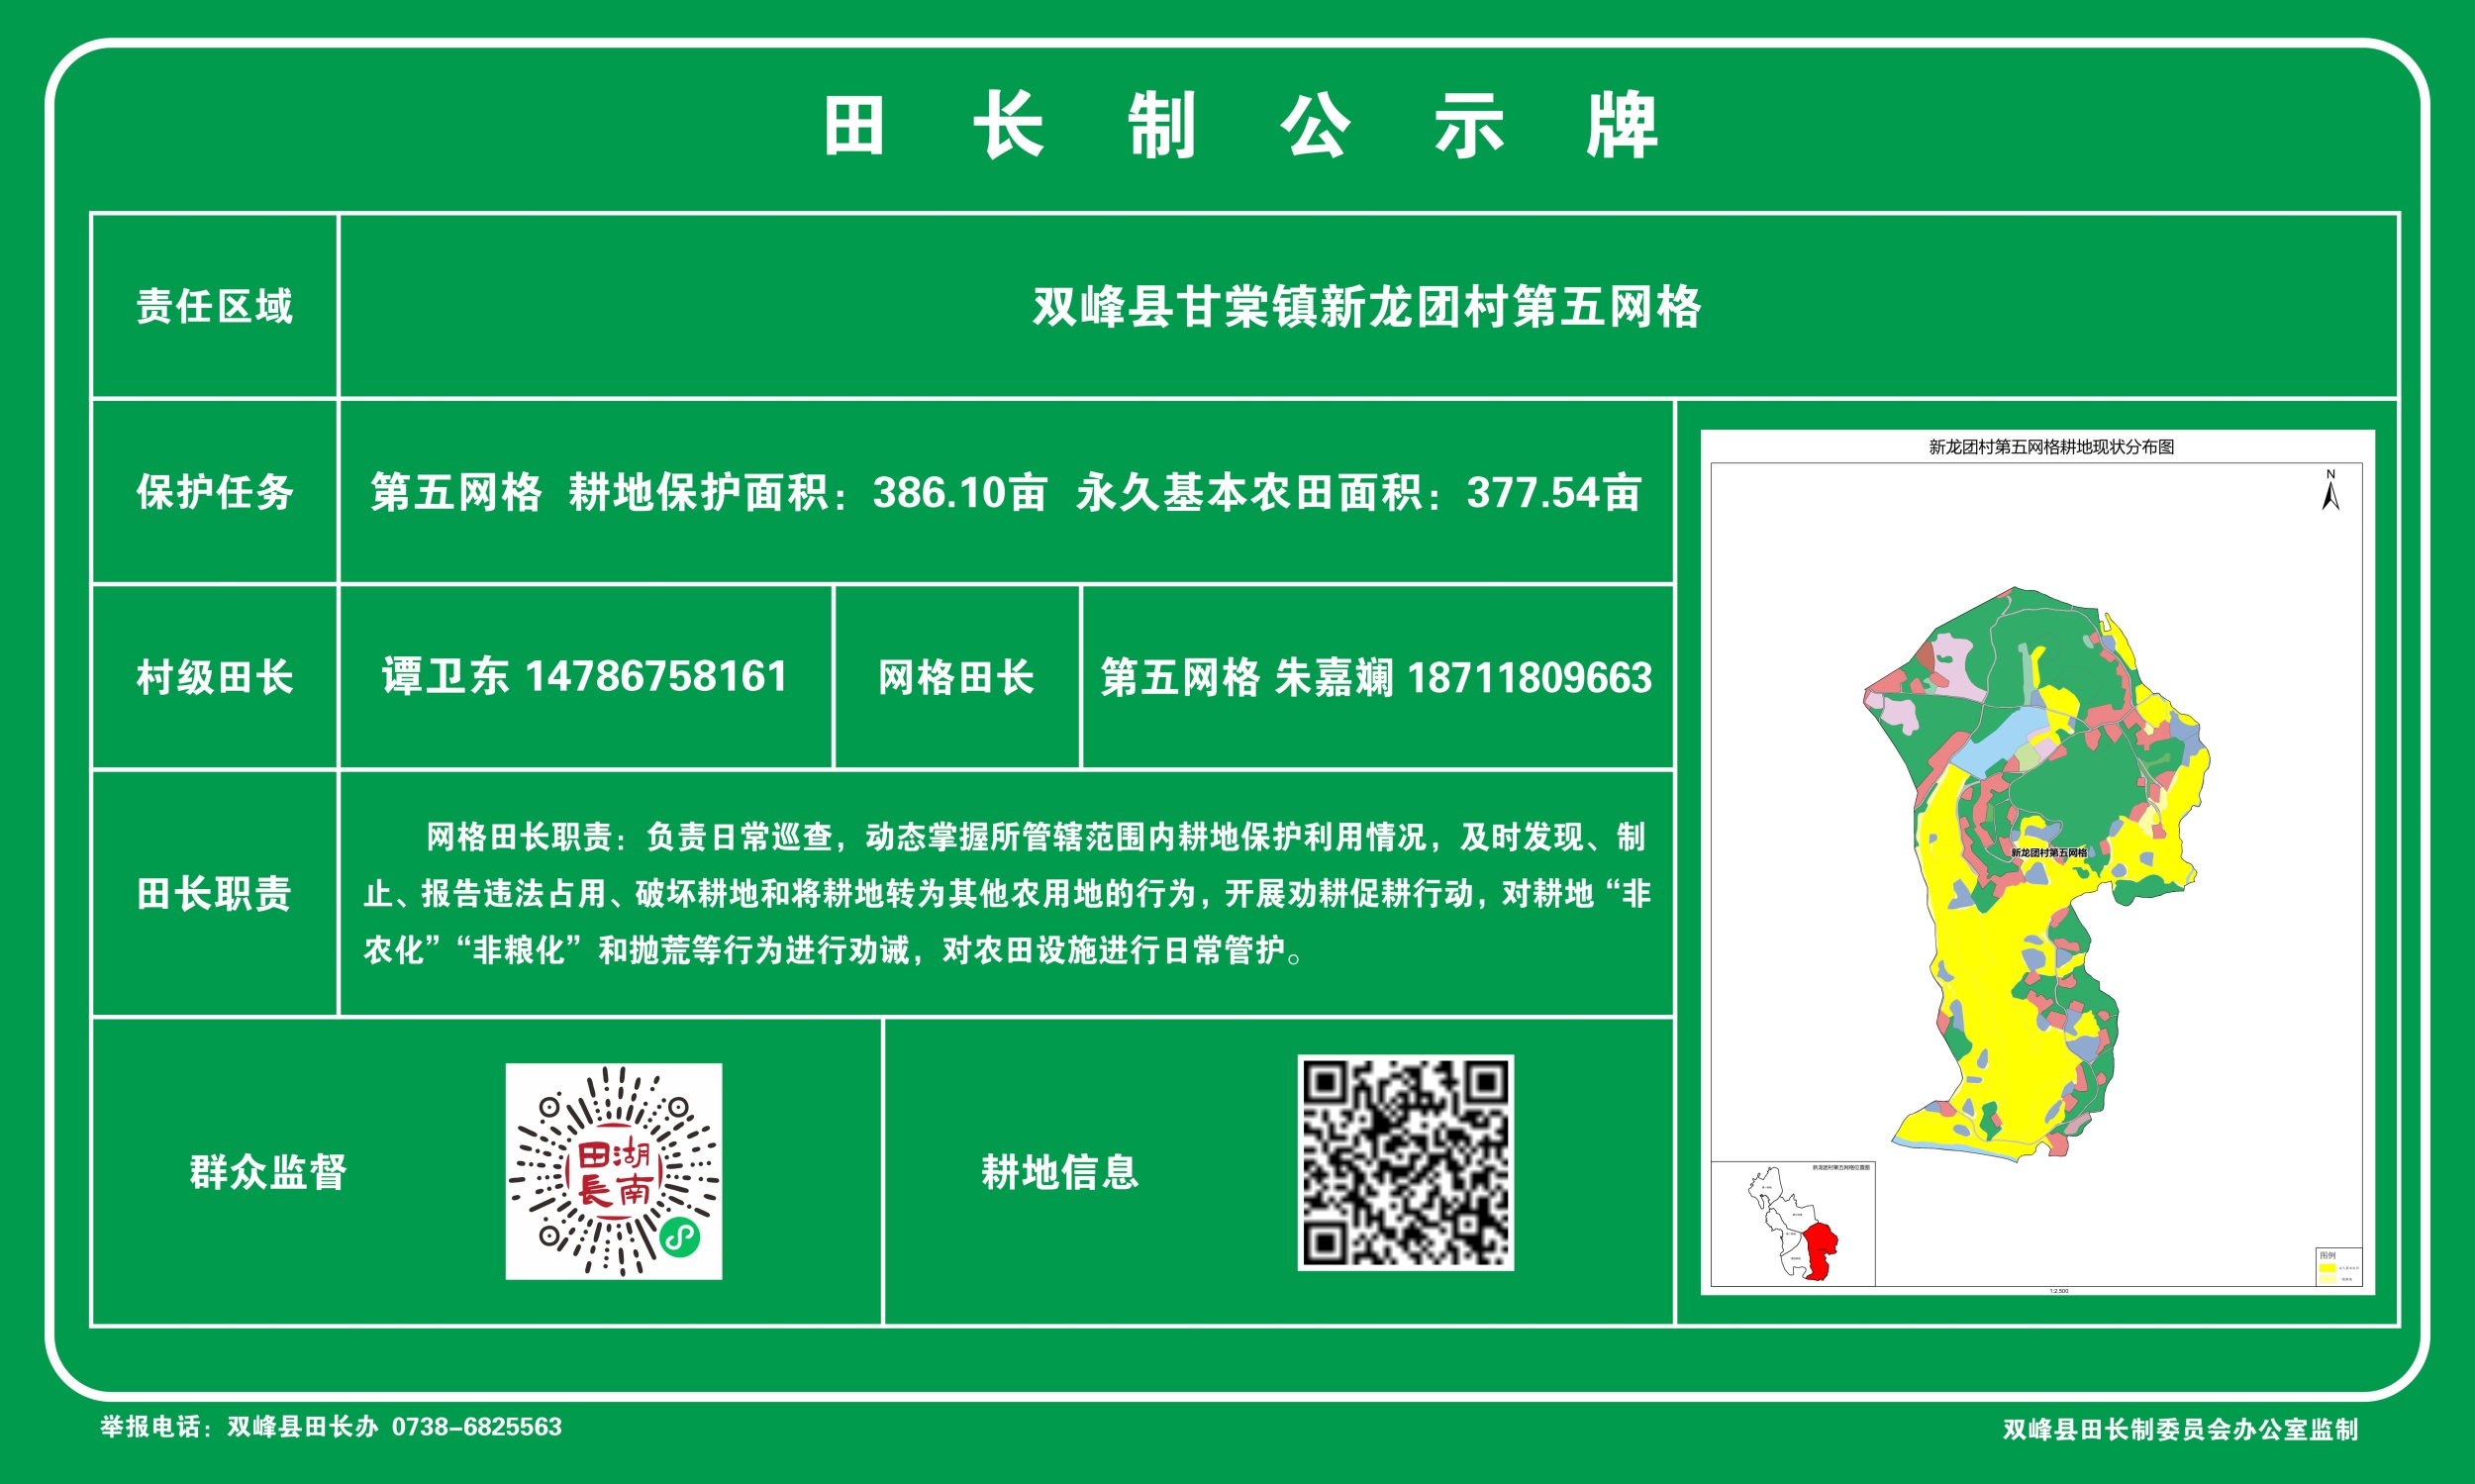 田长制公示牌
责任区域
双峰县甘棠镇新龙团村第五网格
保护任务
第五网格 耕地保护面积：386.10亩 永久基本农田面积：377.54亩
村级田长
谭卫东 14786758161
网格田长
第五网格 朱嘉斓 18711809663
田长职责
网格田长职责：负责日常巡查，动态掌握所管辖范围内耕地保护利用情况，及时发现、制
止、报告违法占用、破坏耕地和将耕地转为其他农用地的行为，开展劝耕促耕行动，对耕地“非
农化”“非粮化”和抛荒等行为进行劝诫，对农田设施进行日常管护。
群众监督
田湖
長南
耕地信息
新龙团村第五网格耕地现状分布图
N
新龙团村第五网格
新龙团村第五网格位置图
图例
1:2,500
举报电话：双峰县田长办 0738-6825563
双峰县田长制委员会办公室监制